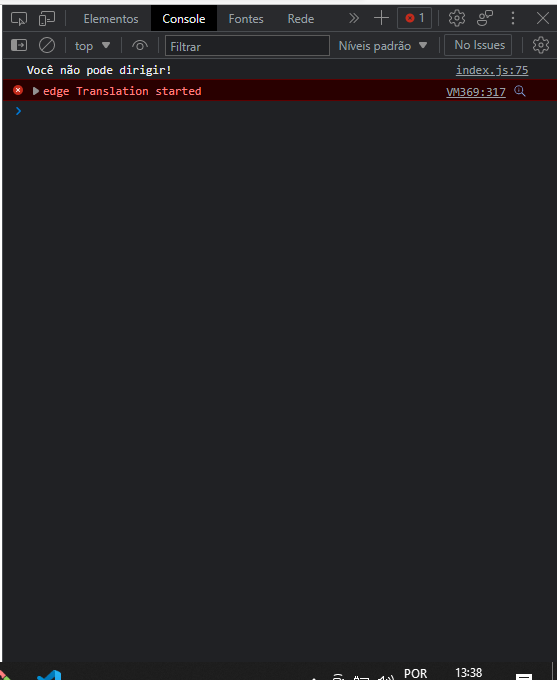 Elementos Console Fontes Rede 1
top Filtrar Níveis padrão No Issues
Você não pode dirigir! index.js:75
edge Translation started VM369:317
POR 13:38